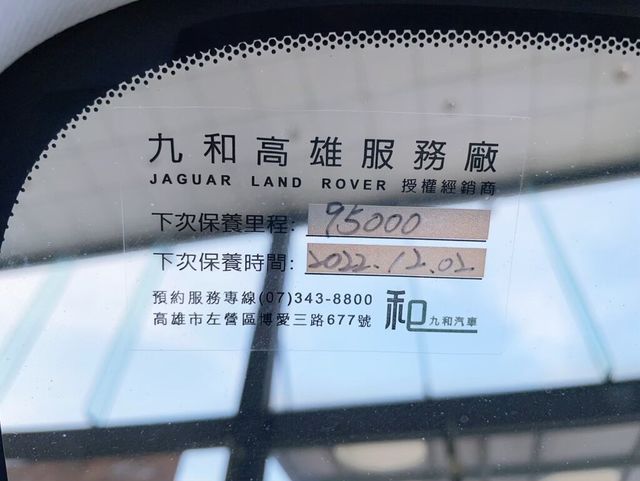 九和高雄服務廠
JAGUAR LAND ROVER 授權經銷商
下次保養里程: 95000
下次保養時間: 2022.12.02
預約服務專線(07)343-8800
高雄市左營區博愛三路677號
和 九和汽車